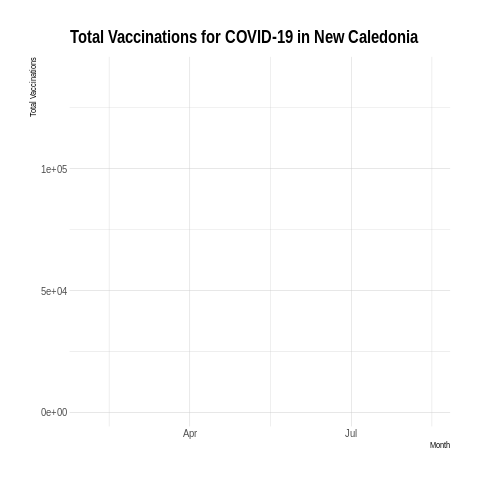 Total Vaccinations for COVID-19 in New Caledonia
Total Vaccinations
1e+05
5e+04
0e+00
Apr
Jul
Month